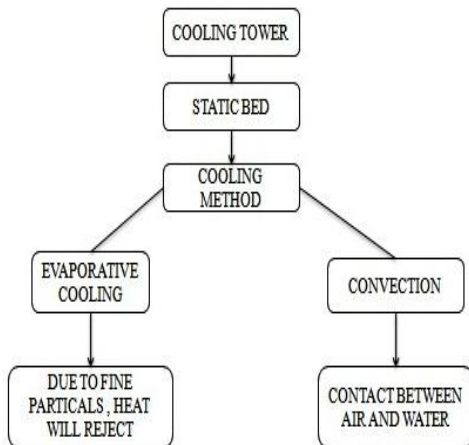 COOLING TOWER
STATIC BED
COOLING
METHOD
EVAPORATIVE
COOLING
CONVECTION
DUE TO FINE
PARTICALS , HEAT
WILL REJECT
CONTACT BETWEEN
AIR AND WATER